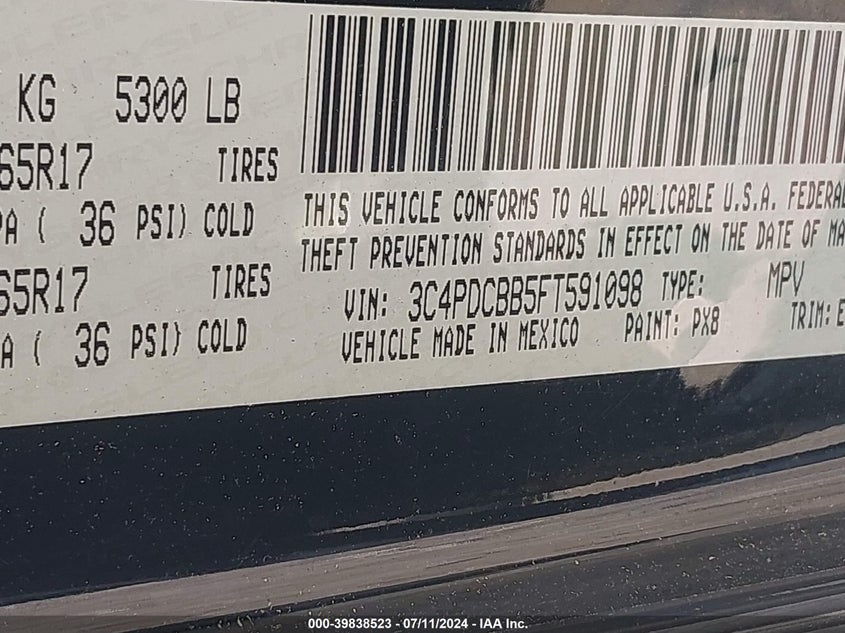 KG 5300 LB
65R17 TIRES
PA ( 36 PSI) COLD
65R17 TIRES
A ( 36 PSI) COLD
THIS VEHICLE CONFORMS TO ALL APPLICABLE U.S.A. FEDERAL
THEFT PREVENTION STANDARDS IN EFFECT ON THE DATE OF MA
VIN: 3C4PDCBB5FT591098 TYPE: MPV
VEHICLE MADE IN MEXICO PAINT: PX8 TRIM: E
000-39838523 / 07/11/2024 - IAA Inc.